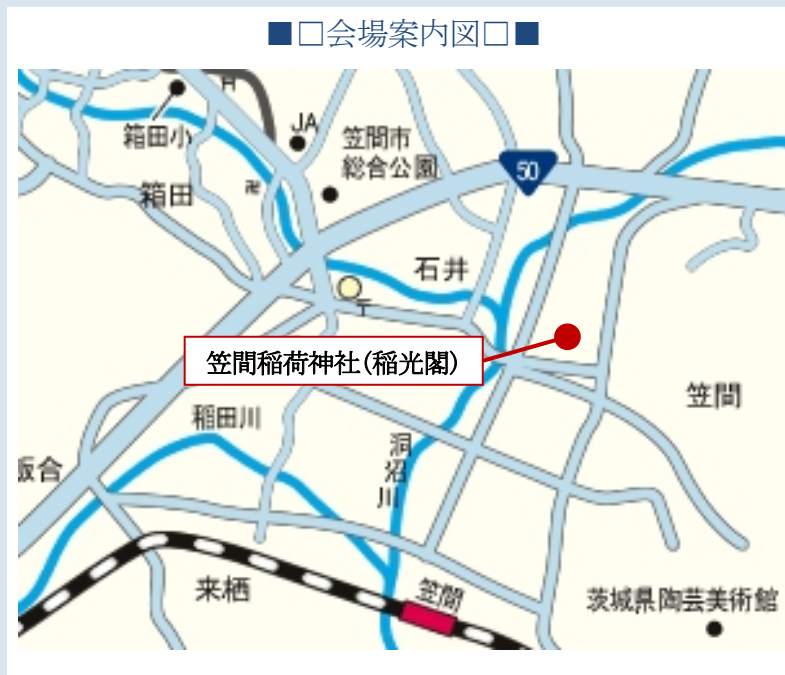 ■□会場案内図□■
箱田小
H
JA
笠間市
総合公園
箱田
卍
50
石井
〒
笠間稲荷神社(稲光閣)
笠間
稲田川
洞沼川
飯合
来栖
笠間
茨城県陶芸美術館